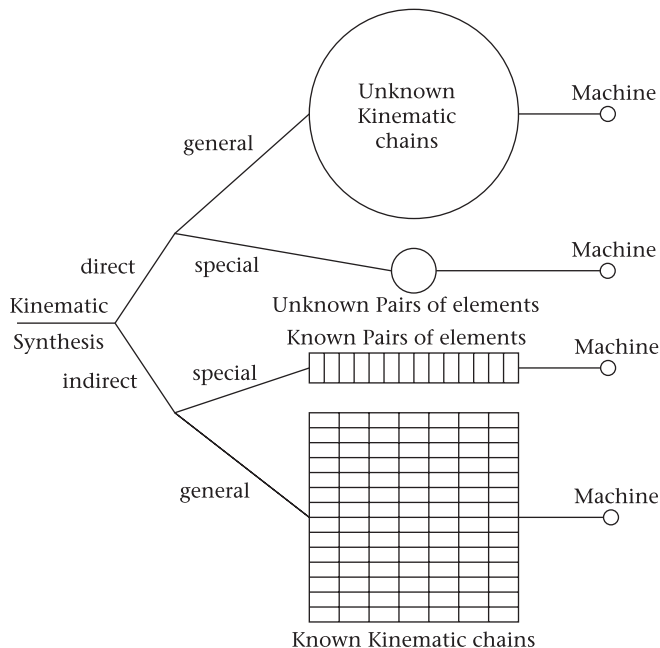 Unknown
Kinematic
chains
Machine
general
Machine
direct
special
Kinematic
Unknown Pairs of elements
Synthesis
Known Pairs of elements
Machine
indirect
special
general
Machine
Known Kinematic chains